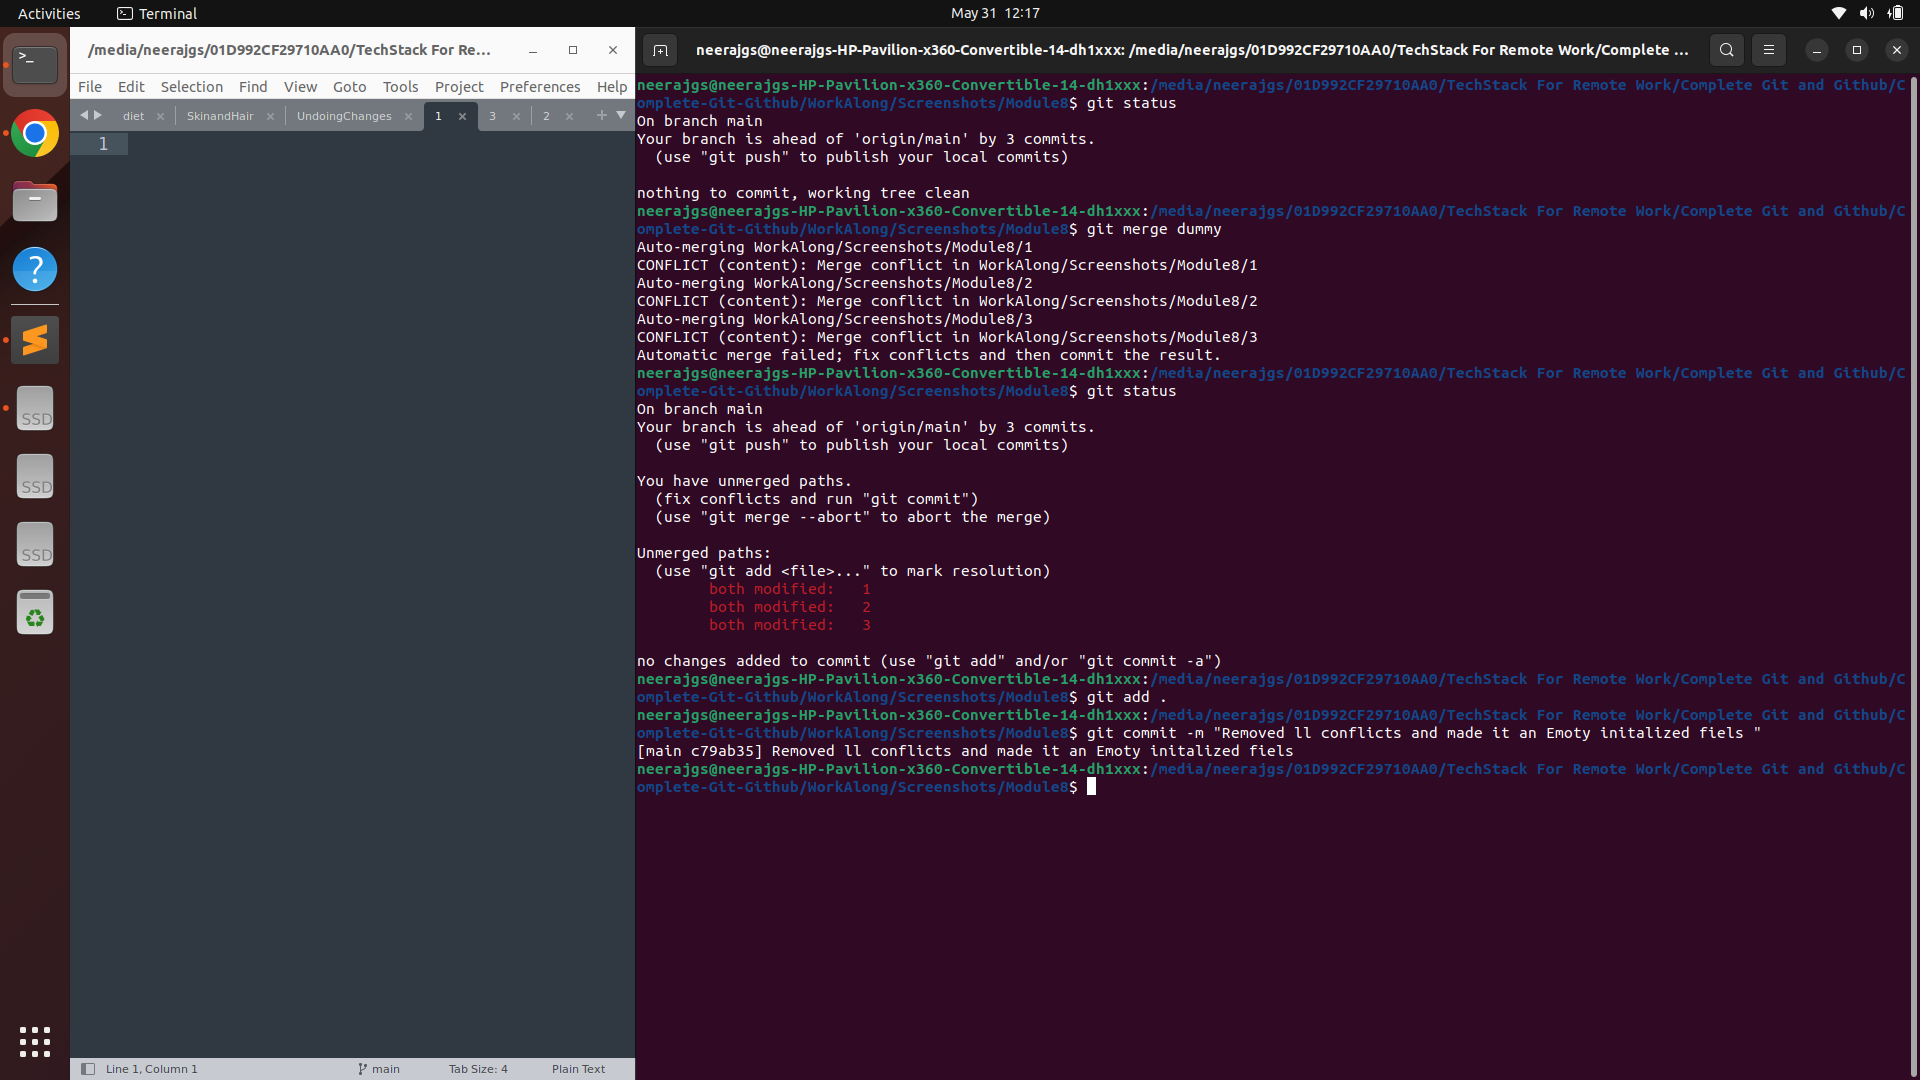 Activities
Terminal
May 31 12:17
/media/neerajgs/01D992CF29710AA0/TechStack For Re...
File Edit Selection Find View Goto Tools Project Preferences Help
diet
SkinandHair
UndoingChanges
1
3
2
1
SSD
SSD
SSD
Line 1, Column 1
main
Tab Size: 4
Plain Text
neerajgs@neerajgs-HP-Pavilion-x360-Convertible-14-dh1xxx: /media/neerajgs/01D992CF29710AA0/TechStack For Remote Work/Complete ...
neerajgs@neerajgs-HP-Pavilion-x360-Convertible-14-dh1xxx:/media/neerajgs/01D992CF29710AA0/TechStack For Remote Work/Complete Git and Github/C
omplete-Git-Github/WorkAlong/Screenshots/Module8$ git status
On branch main
Your branch is ahead of 'origin/main' by 3 commits.
  (use "git push" to publish your local commits)
nothing to commit, working tree clean
neerajgs@neerajgs-HP-Pavilion-x360-Convertible-14-dh1xxx:/media/neerajgs/01D992CF29710AA0/TechStack For Remote Work/Complete Git and Github/C
omplete-Git-Github/WorkAlong/Screenshots/Module8$ git merge dummy
Auto-merging WorkAlong/Screenshots/Module8/1
CONFLICT (content): Merge conflict in WorkAlong/Screenshots/Module8/1
Auto-merging WorkAlong/Screenshots/Module8/2
CONFLICT (content): Merge conflict in WorkAlong/Screenshots/Module8/2
Auto-merging WorkAlong/Screenshots/Module8/3
CONFLICT (content): Merge conflict in WorkAlong/Screenshots/Module8/3
Automatic merge failed; fix conflicts and then commit the result.
neerajgs@neerajgs-HP-Pavilion-x360-Convertible-14-dh1xxx:/media/neerajgs/01D992CF29710AA0/TechStack For Remote Work/Complete Git and Github/C
omplete-Git-Github/WorkAlong/Screenshots/Module8$ git status
On branch main
Your branch is ahead of 'origin/main' by 3 commits.
  (use "git push" to publish your local commits)
You have unmerged paths.
  (fix conflicts and run "git commit")
  (use "git merge --abort" to abort the merge)
Unmerged paths:
  (use "git add <file>..." to mark resolution)
        both modified:   1
        both modified:   2
        both modified:   3
no changes added to commit (use "git add" and/or "git commit -a")
neerajgs@neerajgs-HP-Pavilion-x360-Convertible-14-dh1xxx:/media/neerajgs/01D992CF29710AA0/TechStack For Remote Work/Complete Git and Github/C
omplete-Git-Github/WorkAlong/Screenshots/Module8$ git add .
neerajgs@neerajgs-HP-Pavilion-x360-Convertible-14-dh1xxx:/media/neerajgs/01D992CF29710AA0/TechStack For Remote Work/Complete Git and Github/C
omplete-Git-Github/WorkAlong/Screenshots/Module8$ git commit -m "Removed ll conflicts and made it an Emoty initalized fiels "
[main c79ab35] Removed ll conflicts and made it an Emoty initalized fiels
neerajgs@neerajgs-HP-Pavilion-x360-Convertible-14-dh1xxx:/media/neerajgs/01D992CF29710AA0/TechStack For Remote Work/Complete Git and Github/C
omplete-Git-Github/WorkAlong/Screenshots/Module8$